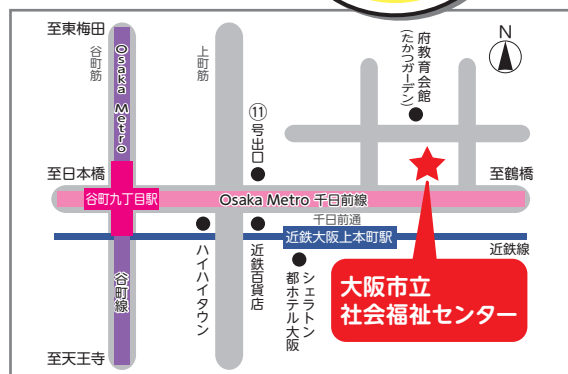 至東梅田
谷町筋
Osaka Metro
上町筋
⑪号出口
府教育会館
(たかつガーデン)
N
至日本橋
至鶴橋
谷町九丁目駅
Osaka Metro 千日前線
千日前通
近鉄大阪上本町駅
近鉄線
谷町線
ハイハイタウン
近鉄百貨店
シェラトン
都ホテル大阪
大阪市立
社会福祉センター
至天王寺